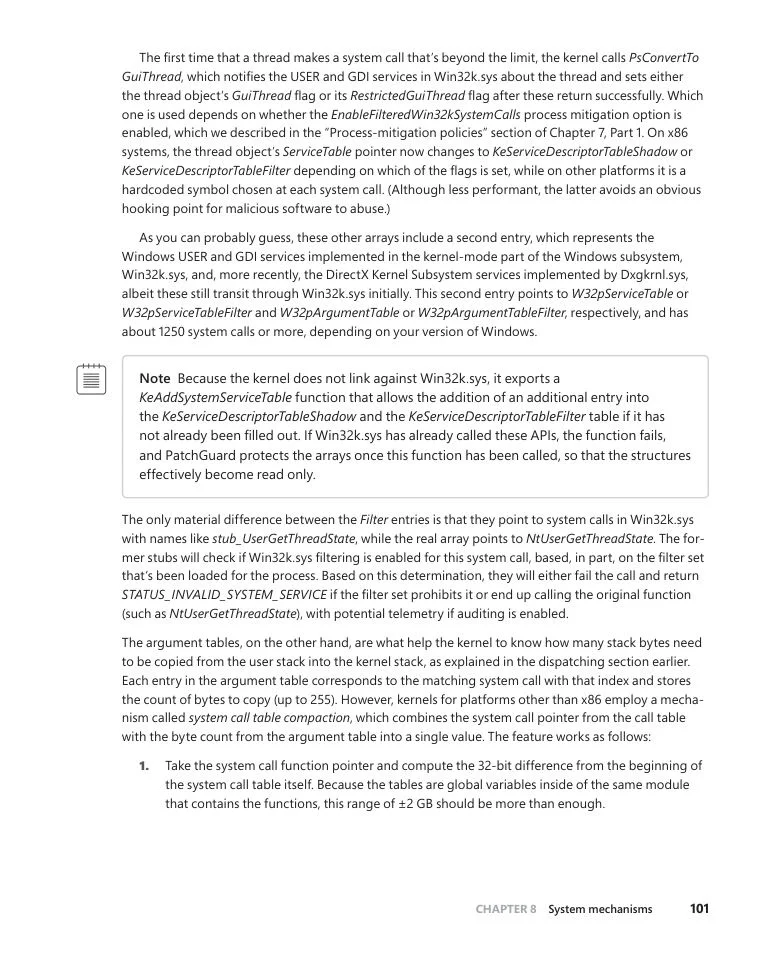 The first time that a thread makes a system call that's beyond the limit, the kernel calls PsConvertTo
GuiThread, which notifies the USER and GDI services in Win32k.sys about the thread and sets either
the thread object's GuiThread flag or its RestrictedGuiThread flag after these return successfully. Which
one is used depends on whether the EnableFilteredWin32kSystemCalls process mitigation option is
enabled, which we described in the "Process-mitigation policies" section of Chapter 7, Part 1. On x86
systems, the thread object's ServiceTable pointer now changes to KeServiceDescriptorTableShadow or
KeServiceDescriptorTableFilter depending on which of the flags is set, while on other platforms it is a
hardcoded symbol chosen at each system call. (Although less performant, the latter avoids an obvious
hooking point for malicious software to abuse.)
As you can probably guess, these other arrays include a second entry, which represents the
Windows USER and GDI services implemented in the kernel-mode part of the Windows subsystem,
Win32k.sys, and, more recently, the DirectX Kernel Subsystem services implemented by Dxgkrnl.sys,
albeit these still transit through Win32k.sys initially. This second entry points to W32pServiceTable or
W32pServiceTableFilter and W32pArgumentTable or W32pArgumentTableFilter, respectively, and has
about 1250 system calls or more, depending on your version of Windows.
Note Because the kernel does not link against Win32k.sys, it exports a
KeAddSystemServiceTable function that allows the addition of an additional entry into
the KeServiceDescriptorTableShadow and the KeServiceDescriptorTableFilter table if it has
not already been filled out. If Win32k.sys has already called these APIs, the function fails,
and PatchGuard protects the arrays once this function has been called, so that the structures
effectively become read only.
The only material difference between the Filter entries is that they point to system calls in Win32k.sys
with names like stub_UserGetThreadState, while the real array points to NtUserGetThreadState. The for-
mer stubs will check if Win32k.sys filtering is enabled for this system call, based, in part, on the filter set
that's been loaded for the process. Based on this determination, they will either fail the call and return
STATUS_INVALID_SYSTEM_SERVICE if the filter set prohibits it or end up calling the original function
(such as NtUserGetThreadState), with potential telemetry if auditing is enabled.
The argument tables, on the other hand, are what help the kernel to know how many stack bytes need
to be copied from the user stack into the kernel stack, as explained in the dispatching section earlier.
Each entry in the argument table corresponds to the matching system call with that index and stores
the count of bytes to copy (up to 255). However, kernels for platforms other than x86 employ a mecha-
nism called system call table compaction, which combines the system call pointer from the call table
with the byte count from the argument table into a single value. The feature works as follows:
1. Take the system call function pointer and compute the 32-bit difference from the beginning of
the system call table itself. Because the tables are global variables inside of the same module
that contains the functions, this range of ±2 GB should be more than enough.
CHAPTER 8 System mechanisms 101